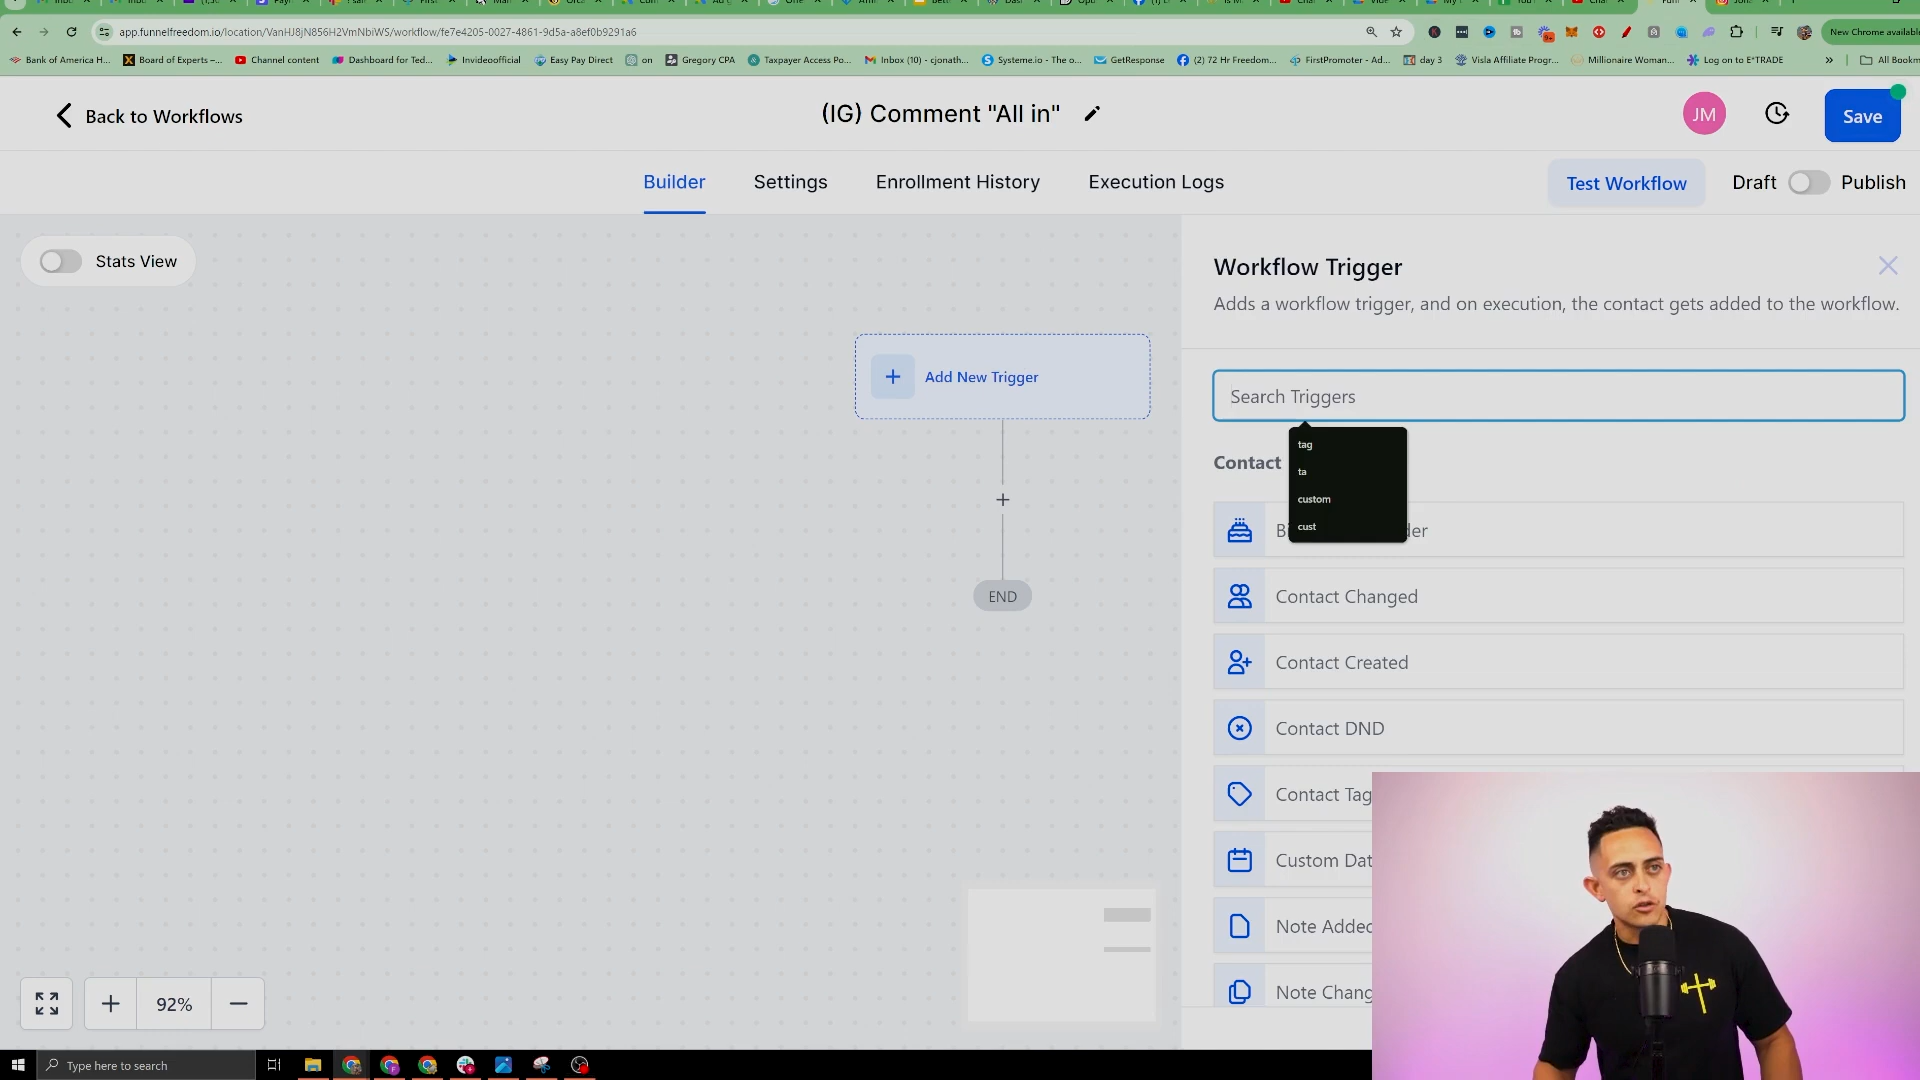 app.funnelfreedom.io/location/VanHJ8jN856H2VmNbiWS/workflow/fe7e4205-0027-4861-9d5a-a8ef0b9291a6
New Chrome available
Bank of America H...
Board of Experts –...
Channel content
Dashboard for Ted...
Invideoofficial
Easy Pay Direct
on
Gregory CPA
Taxpayer Access Po...
Inbox (10) - cjonath...
Systeme.io - The o...
GetResponse
(2) 72 Hr Freedom...
FirstPromoter - Ad...
day 3
Visla Affiliate Progr...
Millionaire Woman...
Log on to E*TRADE
»
All Bookm
Back to Workflows
(IG) Comment "All in"
JM
Save
Builder
Settings
Enrollment History
Execution Logs
Test Workflow
Draft
Publish
Stats View
Workflow Trigger
Adds a workflow trigger, and on execution, the contact gets added to the workflow.
Add New Trigger
Search Triggers
tag
ta
custom
cust
Contact
Contact Changed
END
Contact Created
Contact DND
Contact Tag
Custom Dat
Note Added
Note Chang
92%
Type here to search